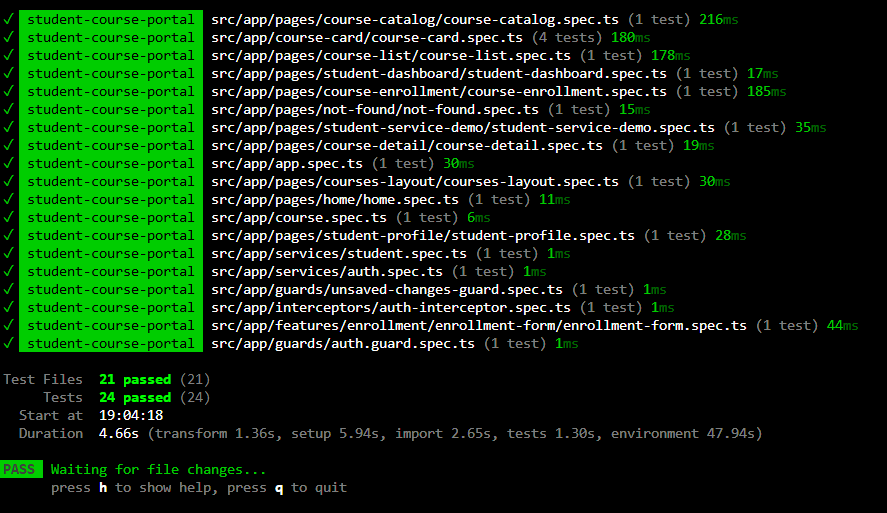 ✓ student-course-portal src/app/pages/course-catalog/course-catalog.spec.ts (1 test) 216ms
✓ student-course-portal src/app/course-card/course-card.spec.ts (4 tests) 180ms
✓ student-course-portal src/app/pages/course-list/course-list.spec.ts (1 test) 178ms
✓ student-course-portal src/app/pages/student-dashboard/student-dashboard.spec.ts (1 test) 17ms
✓ student-course-portal src/app/pages/course-enrollment/course-enrollment.spec.ts (1 test) 185ms
✓ student-course-portal src/app/pages/not-found/not-found.spec.ts (1 test) 15ms
✓ student-course-portal src/app/pages/student-service-demo/student-service-demo.spec.ts (1 test) 35ms
✓ student-course-portal src/app/pages/course-detail/course-detail.spec.ts (1 test) 19ms
✓ student-course-portal src/app/app.spec.ts (1 test) 30ms
✓ student-course-portal src/app/pages/courses-layout/courses-layout.spec.ts (1 test) 30ms
✓ student-course-portal src/app/pages/home/home.spec.ts (1 test) 11ms
✓ student-course-portal src/app/course.spec.ts (1 test) 6ms
✓ student-course-portal src/app/pages/student-profile/student-profile.spec.ts (1 test) 28ms
✓ student-course-portal src/app/services/student.spec.ts (1 test) 1ms
✓ student-course-portal src/app/services/auth.spec.ts (1 test) 1ms
✓ student-course-portal src/app/guards/unsaved-changes-guard.spec.ts (1 test) 1ms
✓ student-course-portal src/app/interceptors/auth-interceptor.spec.ts (1 test) 1ms
✓ student-course-portal src/app/features/enrollment/enrollment-form/enrollment-form.spec.ts (1 test) 44ms
✓ student-course-portal src/app/guards/auth.guard.spec.ts (1 test) 1ms
Test Files 21 passed (21)
Tests 24 passed (24)
Start at 19:04:18
Duration 4.66s (transform 1.36s, setup 5.94s, import 2.65s, tests 1.30s, environment 47.94s)
PASS Waiting for file changes...
press h to show help, press q to quit